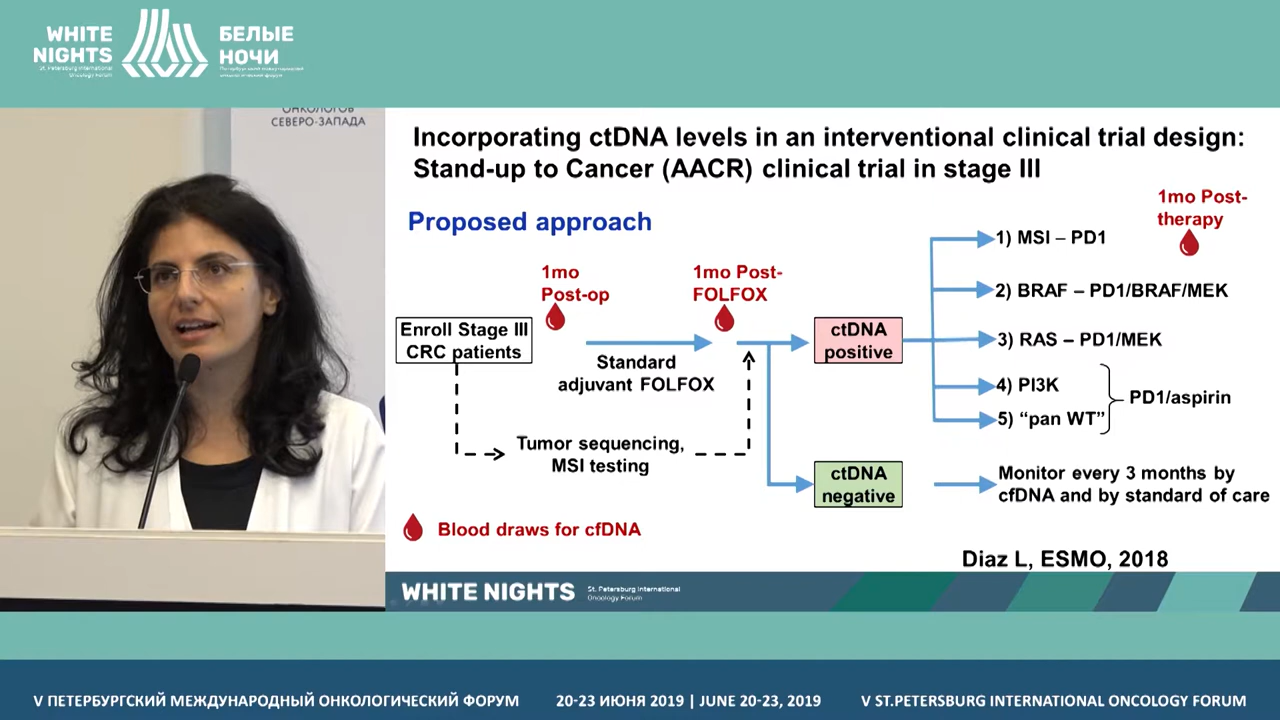 WHITE
NIGHTS
St. Petersburg International
Oncology Forum
БЕЛЫЕ
НОЧИ
ОНКОЛОГОВ
СЕВЕРО-ЗАПАДА
Incorporating ctDNA levels in an interventional clinical trial design:
Stand-up to Cancer (AACR) clinical trial in stage III
Proposed approach
1mo Post-
therapy
1mo
Post-op
1mo Post-
FOLFOX
Enroll Stage III
CRC patients
Standard
adjuvant FOLFOX
Tumor sequencing,
MSI testing
ctDNA
positive
1) MSI – PD1
2) BRAF – PD1/BRAF/MEK
3) RAS – PD1/MEK
4) PI3K
5) “pan WT”
PD1/aspirin
ctDNA
negative
Monitor every 3 months by
cfDNA and by standard of care
Blood draws for cfDNA
Diaz L, ESMO, 2018
WHITE NIGHTS
St. Petersburg International
Oncology Forum
V ПЕТЕРБУРГСКИЙ МЕЖДУНАРОДНЫЙ ОНКОЛОГИЧЕСКИЙ ФОРУМ
20-23 ИЮНЯ 2019 | JUNE 20-23, 2019
V ST.PETERSBURG INTERNATIONAL ONCOLOGY FORUM